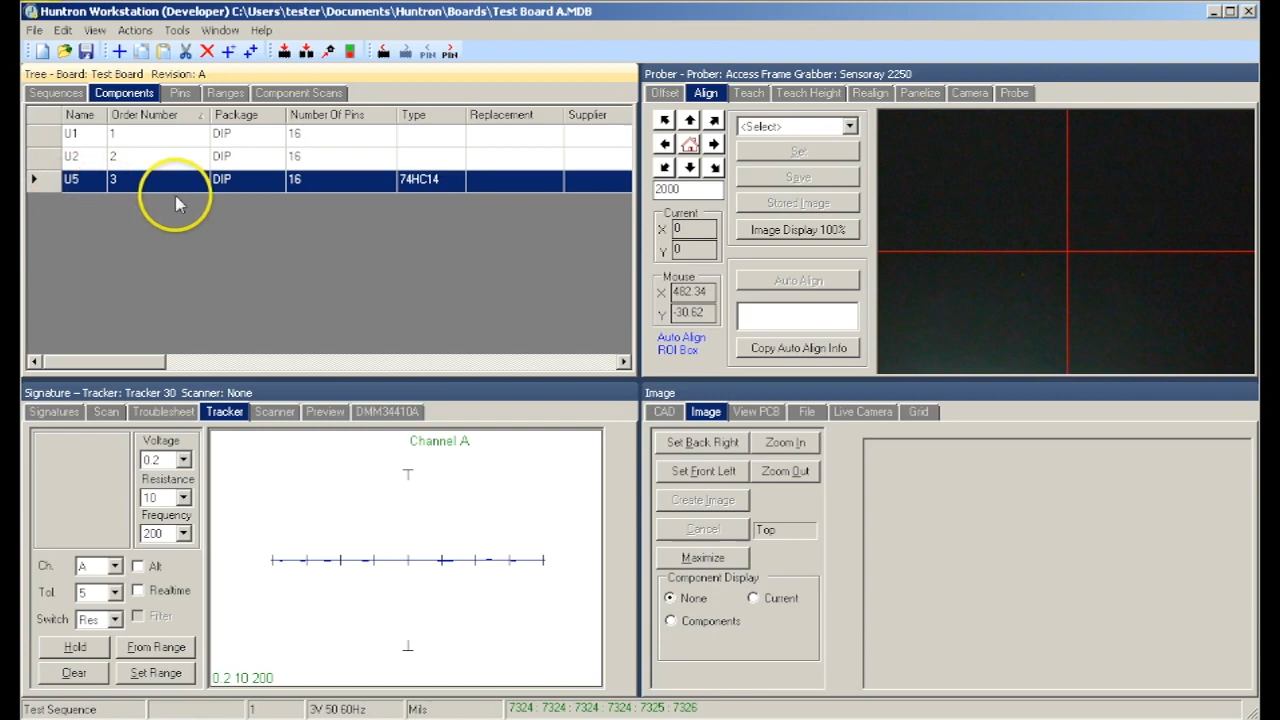 Huntron Workstation (Developer) C:\Users\tester\Documents\Huntron\Boards\Test Board A.MDB
File Edit View Actions Tools Window Help
PIN PIN
Tree - Board: Test Board Revision: A
Sequences Components Pins Ranges Component Scans
Name Order Number Package Number Of Pins Type Replacement Supplier
U1 1 DIP 16
U2 2 DIP 16
U5 3 DIP 16 74HC14
Prober - Prober: Access Frame Grabber: Sensoray 2250
Offset Align Teach Teach Height Realign Panelize Camera Probe
<Select>
Set
Save
2000
Stored Image
Current
X 0
Image Display 100%
Y 0
Mouse
X 482.34
Auto Align
Y -30.62
Auto Align
ROI Box
Copy Auto Align Info
Signature -- Tracker: Tracker 30 Scanner: None
Signatures Scan Troubleshoot Tracker Scanner Preview DMM34410A
Voltage
0.2
Resistance
10
Frequency
200
Ch. A Alt
Tol. 5 Realtime
Switch Res Filter
Hold From Range
Clear Set Range
Channel A
0.2 10 200
Image
CAD Image View PCB File Live Camera Grid
Set Back Right Zoom In
Set Front Left Zoom Out
Create Image
Cancel Top
Maximize
Component Display
None Current
Components
Test Sequence 1 3V 50 60Hz Mils 7324 : 7324 : 7324 : 7324 : 7325 : 7326